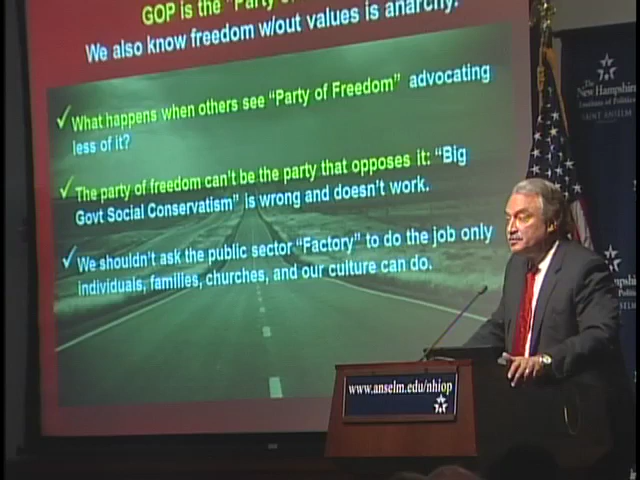 GOP is the "Party
We also know freedom w/out values is anarchy.
What happens when others see "Party of Freedom" advocating
less of it?
The party of freedom can't be the party that opposes it: "Big
Govt Social Conservatism" is wrong and doesn't work.
We shouldn't ask the public sector "Factory" to do the job only
individuals, families, churches, and our culture can do.
The
New Hampshire
Institute of Politics
SAINT ANSELM
www.anselm.edu/nhiop